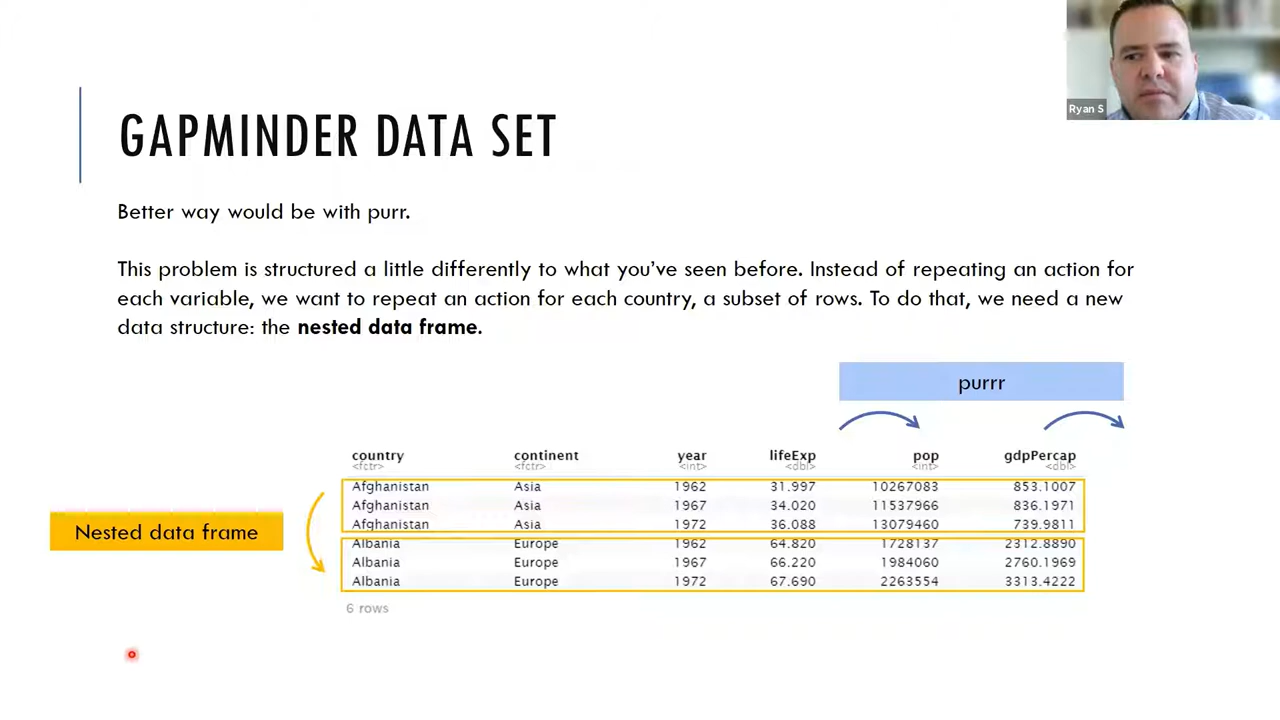 Ryan S
GAPMINDER DATA SET
Better way would be with purr.
This problem is structured a little differently to what you've seen before. Instead of repeating an action for
each variable, we want to repeat an action for each country, a subset of rows. To do that, we need a new
data structure: the nested data frame.
purrr
country continent year lifeExp pop gdpPercap
<fctr> <fctr> <int> <dbl> <int> <dbl>
Afghanistan Asia 1962 31.997 10267083 853.1007
Afghanistan Asia 1967 34.020 11537966 836.1971
Afghanistan Asia 1972 36.088 13079460 739.9811
Albania Europe 1962 64.820 1728137 2312.8890
Albania Europe 1967 66.220 1984060 2760.1969
Albania Europe 1972 67.690 2263554 3313.4222
6 rows
Nested data frame